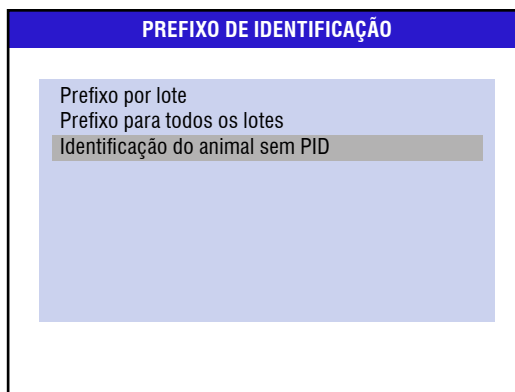 PREFIXO DE IDENTIFICAÇÃO
Prefixo por lote
Prefixo para todos os lotes
Identificação do animal sem PID